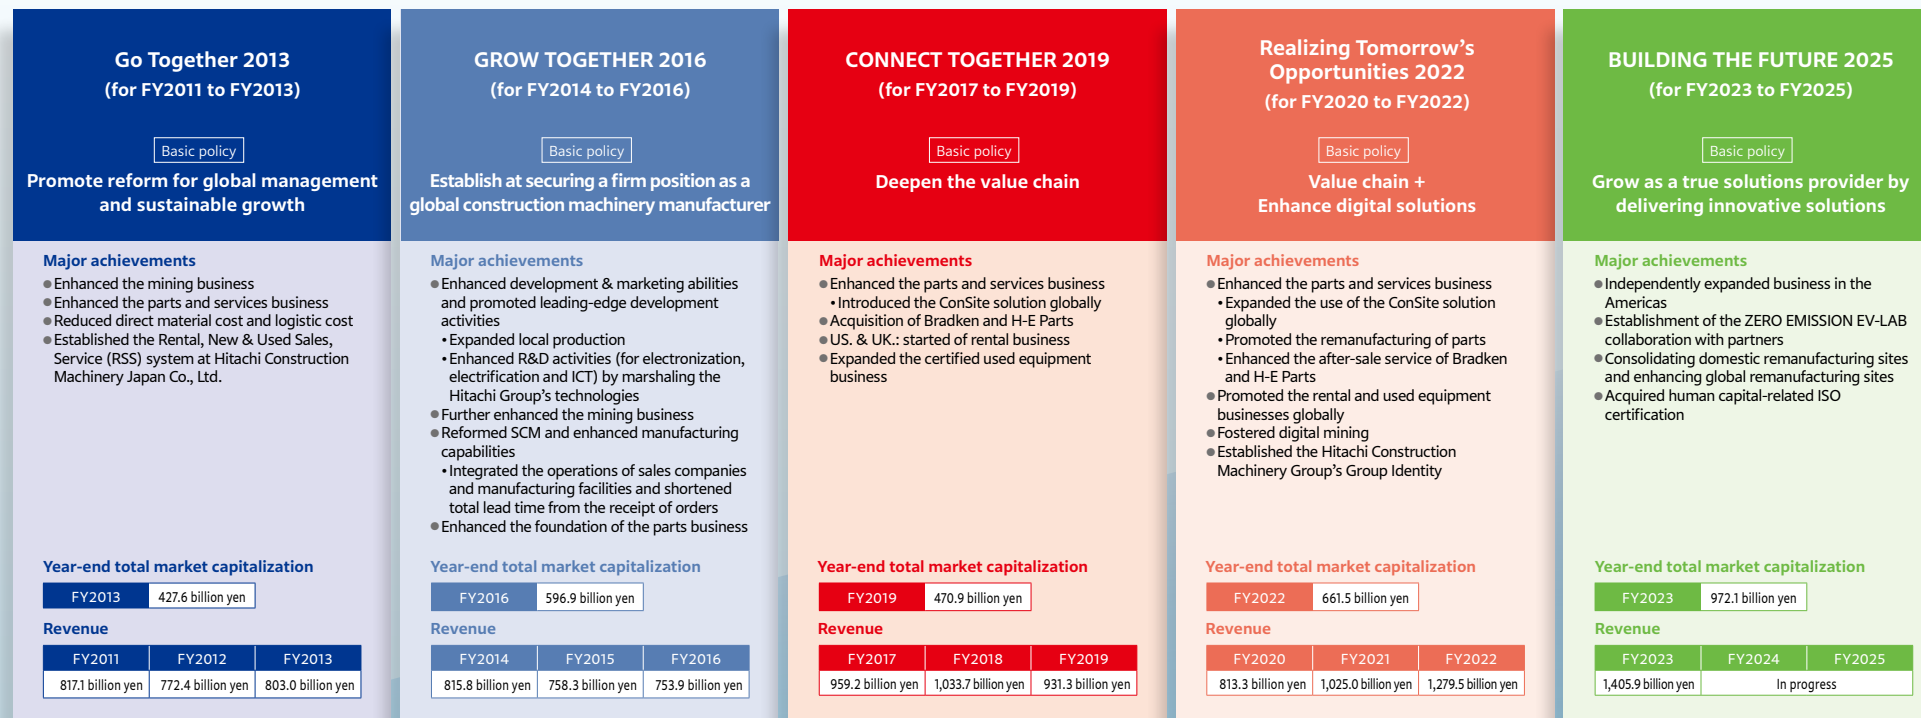 Go Together 2013
(for FY2011 to FY2013)
Basic policy
Promote reform for global management
and sustainable growth
Major achievements
●Enhanced the mining business
●Enhanced the parts and services business
●Reduced direct material cost and logistic cost
●Established the Rental, New & Used Sales,
Service (RSS) system at Hitachi Construction
Machinery Japan Co., Ltd.
Year-end total market capitalization
FY2013 427.6 billion yen
Revenue
FY2011 FY2012 FY2013
817.1 billion yen 772.4 billion yen 803.0 billion yen
GROW TOGETHER 2016
(for FY2014 to FY2016)
Basic policy
Establish at securing a firm position as a
global construction machinery manufacturer
Major achievements
●Enhanced development & marketing abilities
and promoted leading-edge development
activities
•Expanded local production
•Enhanced R&D activities (for electronization,
electrification and ICT) by marshaling the
Hitachi Group's technologies
●Further enhanced the mining business
●Reformed SCM and enhanced manufacturing
capabilities
•Integrated the operations of sales companies
and manufacturing facilities and shortened
total lead time from the receipt of orders
●Enhanced the foundation of the parts business
Year-end total market capitalization
FY2016 596.9 billion yen
Revenue
FY2014 FY2015 FY2016
815.8 billion yen 758.3 billion yen 753.9 billion yen
CONNECT TOGETHER 2019
(for FY2017 to FY2019)
Basic policy
Deepen the value chain
Major achievements
●Enhanced the parts and services business
•Introduced the ConSite solution globally
●Acquisition of Bradken and H-E Parts
●US. & UK.: started of rental business
●Expanded the certified used equipment
business
Year-end total market capitalization
FY2019 470.9 billion yen
Revenue
FY2017 FY2018 FY2019
959.2 billion yen 1,033.7 billion yen 931.3 billion yen
Realizing Tomorrow's
Opportunities 2022
(for FY2020 to FY2022)
Basic policy
Value chain +
Enhance digital solutions
Major achievements
●Enhanced the parts and services business
•Expanded the use of the ConSite solution
globally
•Promoted the remanufacturing of parts
•Enhanced the after-sale service of Bradken
and H-E Parts
●Promoted the rental and used equipment
businesses globally
●Fostered digital mining
●Established the Hitachi Construction
Machinery Group's Group Identity
Year-end total market capitalization
FY2022 661.5 billion yen
Revenue
FY2020 FY2021 FY2022
813.3 billion yen 1,025.0 billion yen 1,279.5 billion yen
BUILDING THE FUTURE 2025
(for FY2023 to FY2025)
Basic policy
Grow as a true solutions provider by
delivering innovative solutions
Major achievements
●Independently expanded business in the
Americas
●Establishment of the ZERO EMISSION EV-LAB
collaboration with partners
●Consolidating domestic remanufacturing sites
and enhancing global remanufacturing sites
●Acquired human capital-related ISO
certification
Year-end total market capitalization
FY2023 972.1 billion yen
Revenue
FY2023 FY2024 FY2025
1,405.9 billion yen In progress